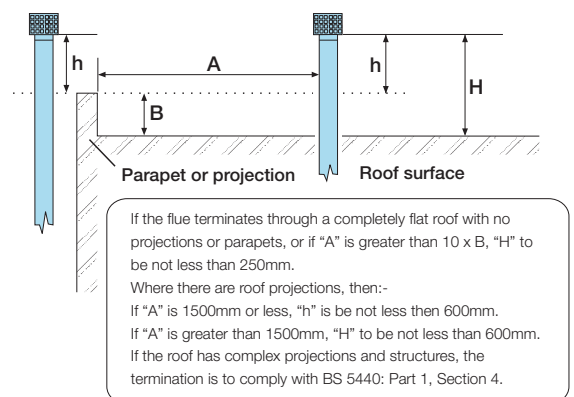 h
A
h
H
B
Parapet or projection
Roof surface
If the flue terminates through a completely flat roof with no
projections or parapets, or if “A” is greater than 10 x B, “H” to
be not less than 250mm.
Where there are roof projections, then:-
If “A” is 1500mm or less, “h” is be not less then 600mm.
If “A” is greater than 1500mm, “H” to be not less than 600mm.
If the roof has complex projections and structures, the
termination is to comply with BS 5440: Part 1, Section 4.